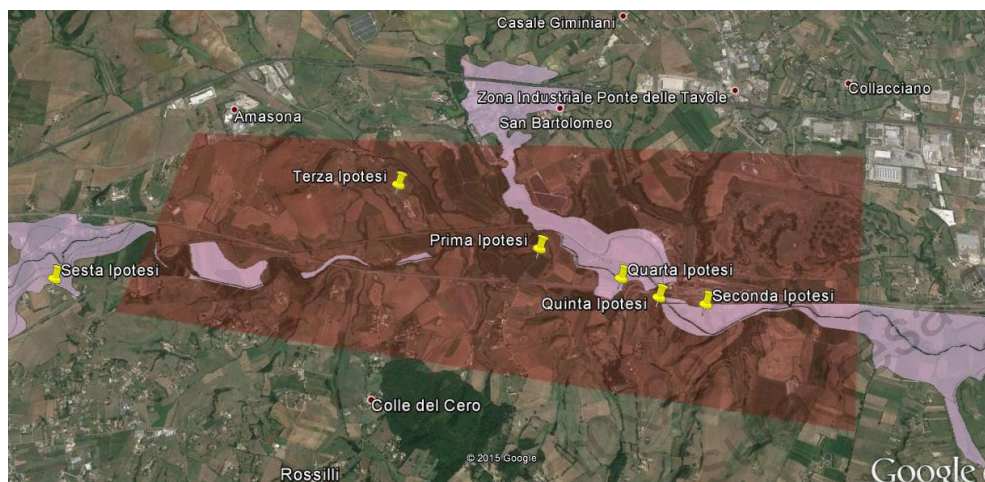 Casale Giminiani
Collacciano
Zona Industriale Ponte delle Tavole
Amasona
San Bartolomeo
Terza Ipotesi
Prima Ipotesi
Sesta Ipotesi
Quarta Ipotesi
Quinta Ipotesi
Seconda Ipotesi
Colle del Cero
Rossilli
© 2015 Google
Google